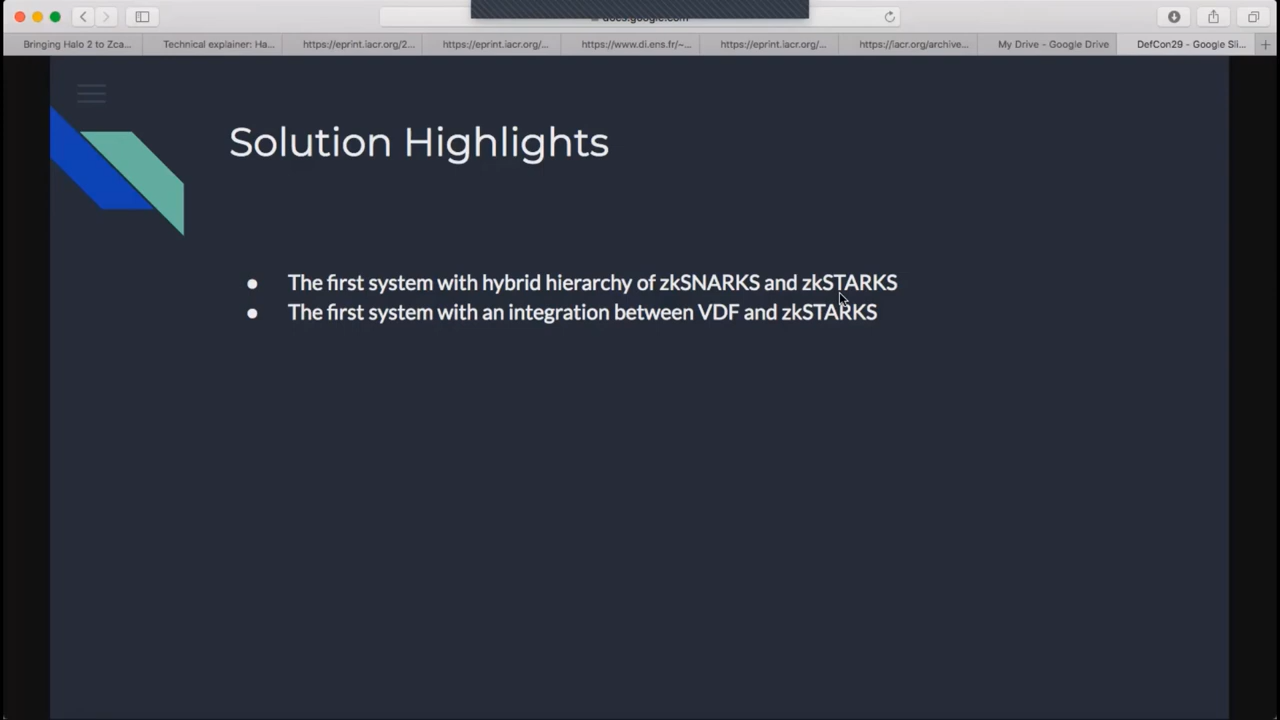 docs.google.com
Bringing Halo 2 to Zca...
Technical explainer: Ha...
https://eprint.iacr.org/2...
https://eprint.iacr.org/...
https://www.di.ens.fr/~...
https://eprint.iacr.org/...
https://iacr.org/archive...
My Drive - Google Drive
DefCon29 - Google Sli...
Solution Highlights
● The first system with hybrid hierarchy of zkSNARKS and zkSTARKS
● The first system with an integration between VDF and zkSTARKS